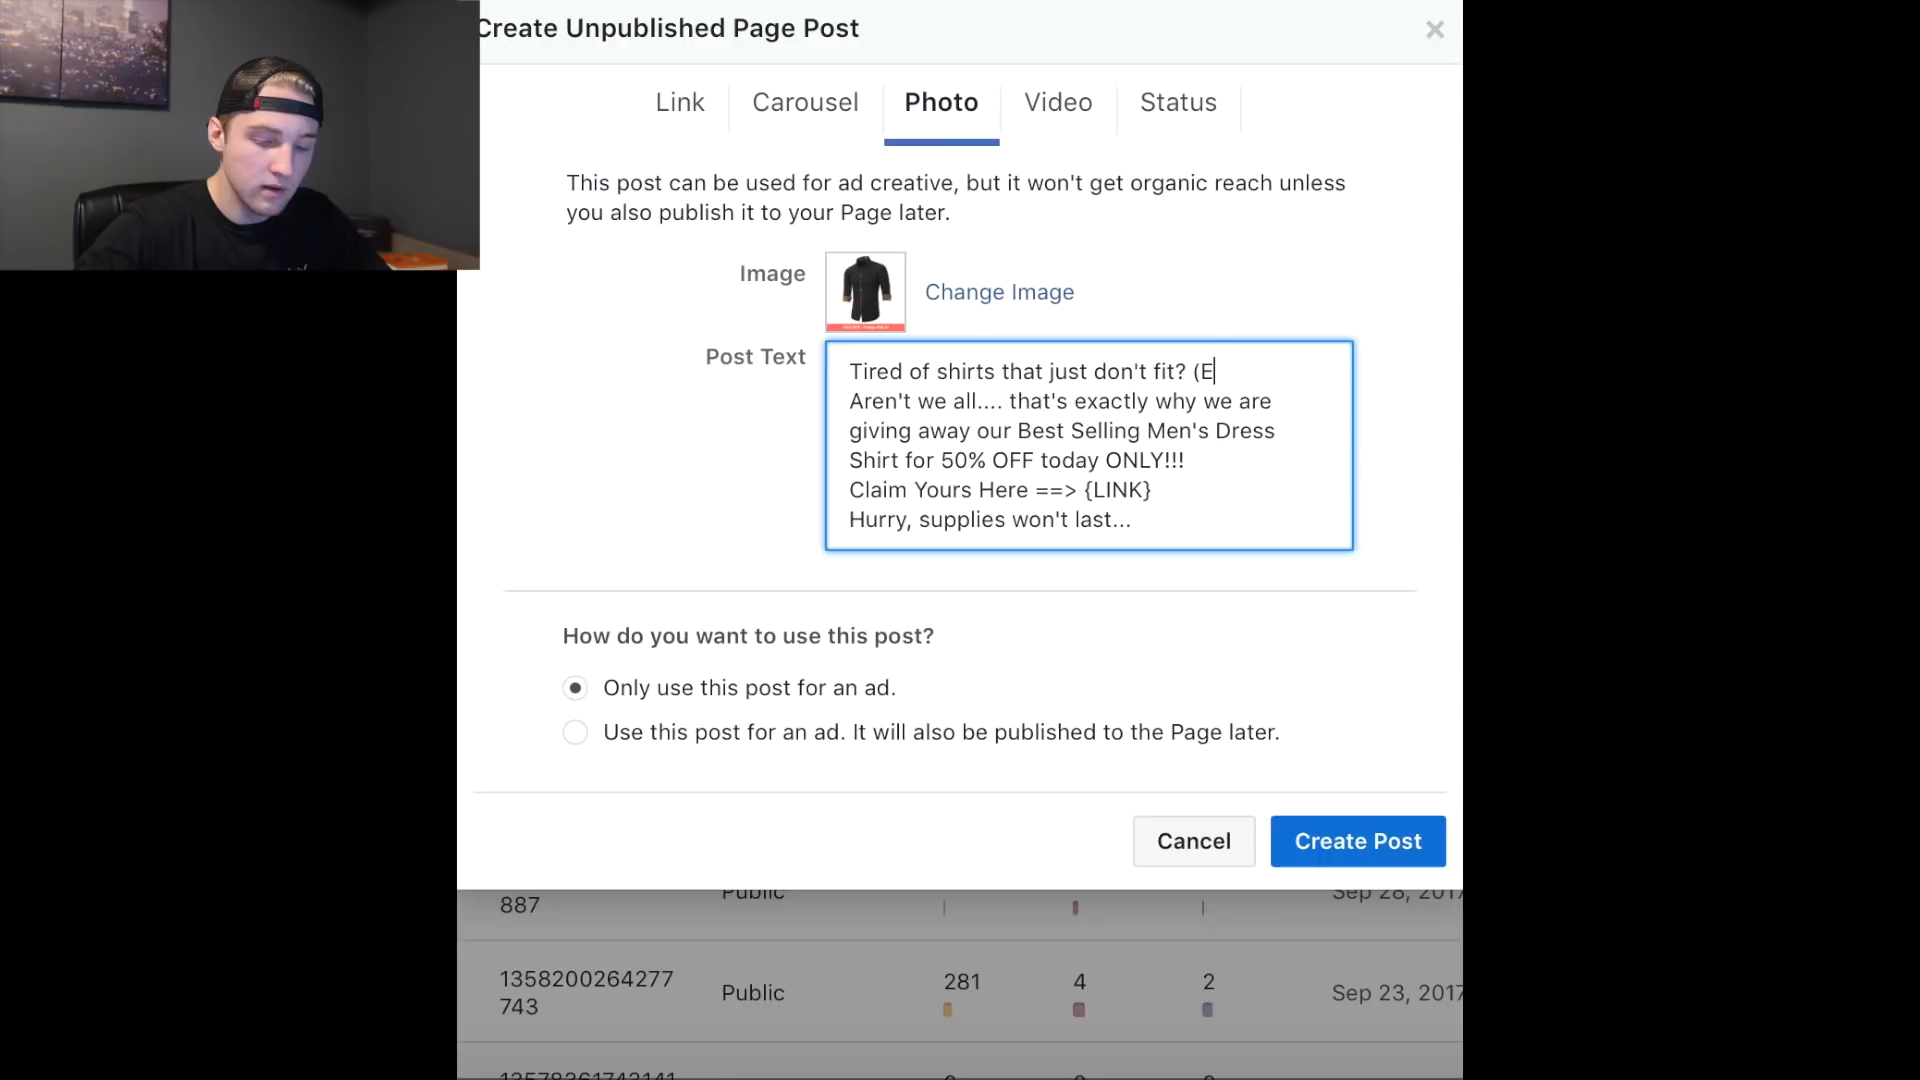 Create Unpublished Page Post
Link Carousel Photo Video Status
This post can be used for ad creative, but it won't get organic reach unless
you also publish it to your Page later.
Image
Change Image
Post Text
Tired of shirts that just don't fit? (E
Aren't we all.... that's exactly why we are
giving away our Best Selling Men's Dress
Shirt for 50% OFF today ONLY!!!
Claim Yours Here ==> {LINK}
Hurry, supplies won't last...
How do you want to use this post?
Only use this post for an ad.
Use this post for an ad. It will also be published to the Page later.
Cancel Create Post
887 Public Sep 28, 2017
1358200264277
743
Public 281 4 2 Sep 23, 2017